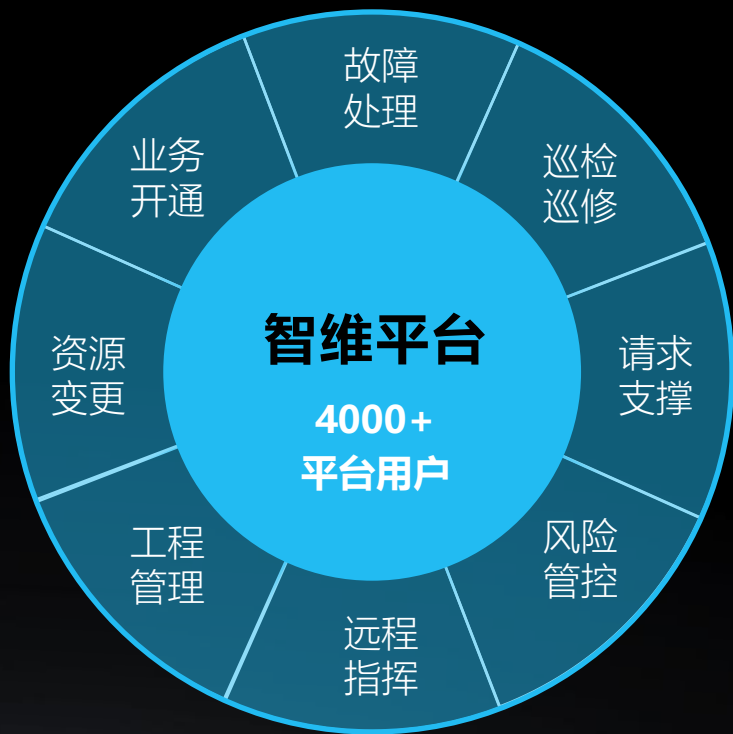 故障
处理
巡检
巡修
请求
支撑
风险
管控
远程
指挥
工程
管理
资源
变更
业务
开通
智维平台
4000+
平台用户